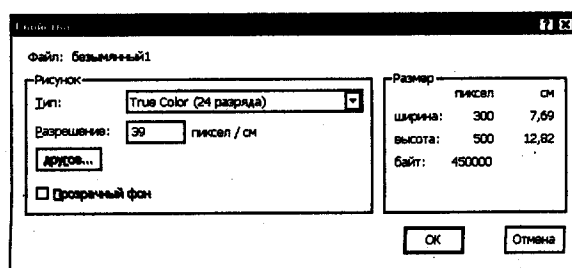 Свойства
Файл: безымянный1
Рисунок
Тип: True Color (24 разряда)
Разрешение: 39 пиксел / см
другое...
Прозрачный фон
Размер
пиксел см
ширина: 300 7,69
высота: 500 12,82
байт: 450000
OK Отмена